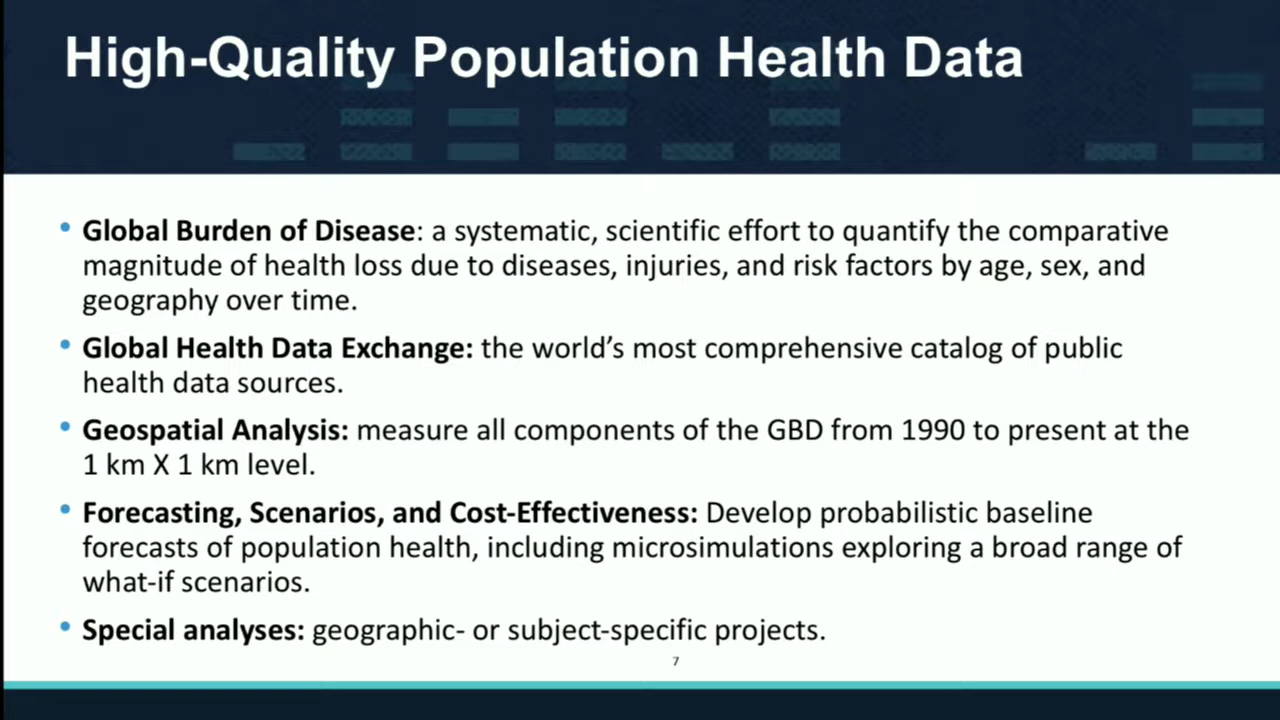 High-Quality Population Health Data
• Global Burden of Disease: a systematic, scientific effort to quantify the comparative
magnitude of health loss due to diseases, injuries, and risk factors by age, sex, and
geography over time.
• Global Health Data Exchange: the world’s most comprehensive catalog of public
health data sources.
• Geospatial Analysis: measure all components of the GBD from 1990 to present at the
1 km X 1 km level.
• Forecasting, Scenarios, and Cost-Effectiveness: Develop probabilistic baseline
forecasts of population health, including microsimulations exploring a broad range of
what-if scenarios.
• Special analyses: geographic- or subject-specific projects.
7